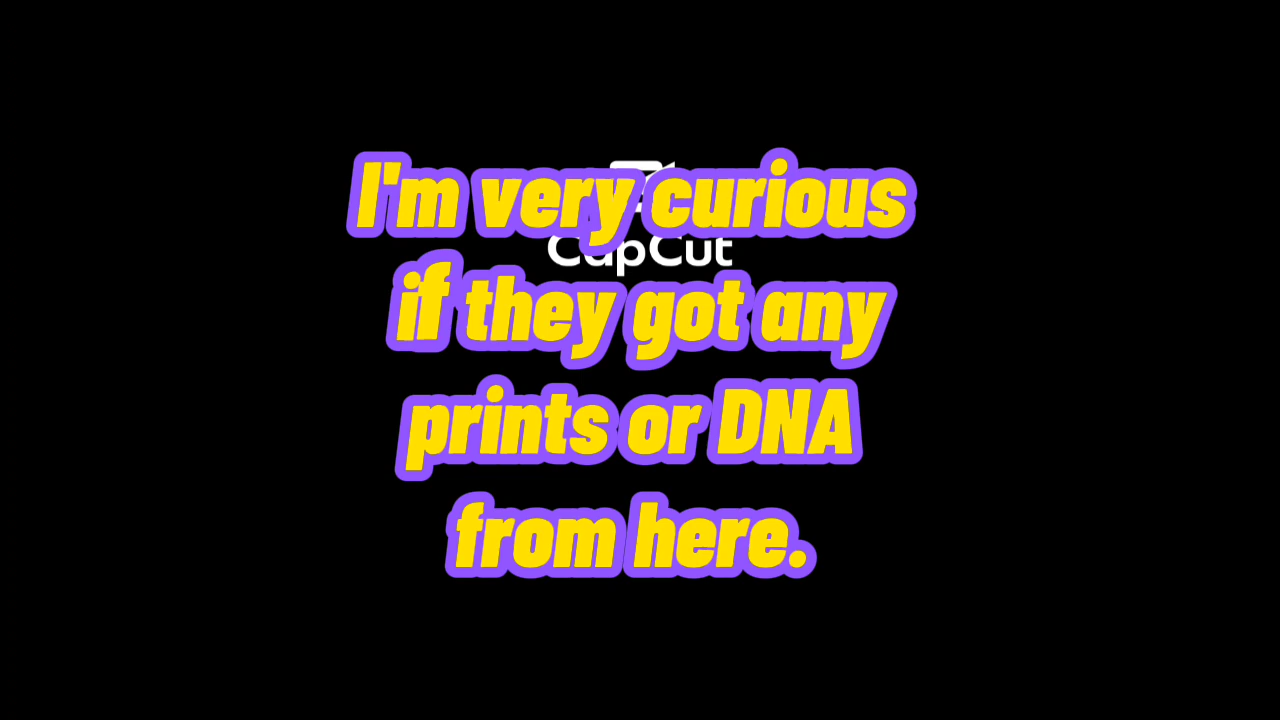 I'm very curious
CapCut
if they got any
prints or DNA
from here.